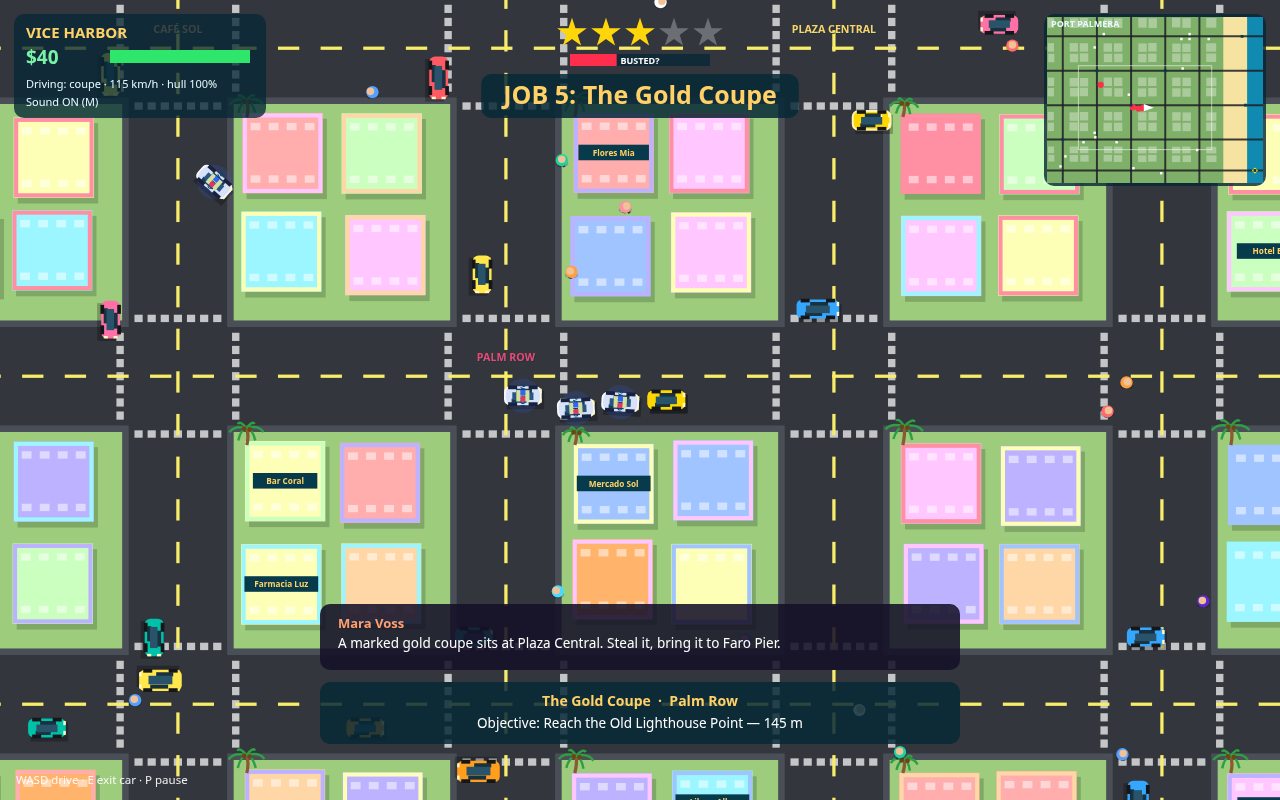 VICE HARBOR
$40
Driving: coupe · 115 km/h · hull 100%
Sound ON (M)
CAFÉ SOL
BUSTED?
JOB 5: The Gold Coupe
PLAZA CENTRAL
PORT PALMERA
Flores Mia
PALM ROW
Bar Coral
Mercado Sol
Farmacia Luz
Mara Voss
A marked gold coupe sits at Plaza Central. Steal it, bring it to Faro Pier.
The Gold Coupe · Palm Row
Objective: Reach the Old Lighthouse Point — 145 m
WASD drive · E exit car · P pause